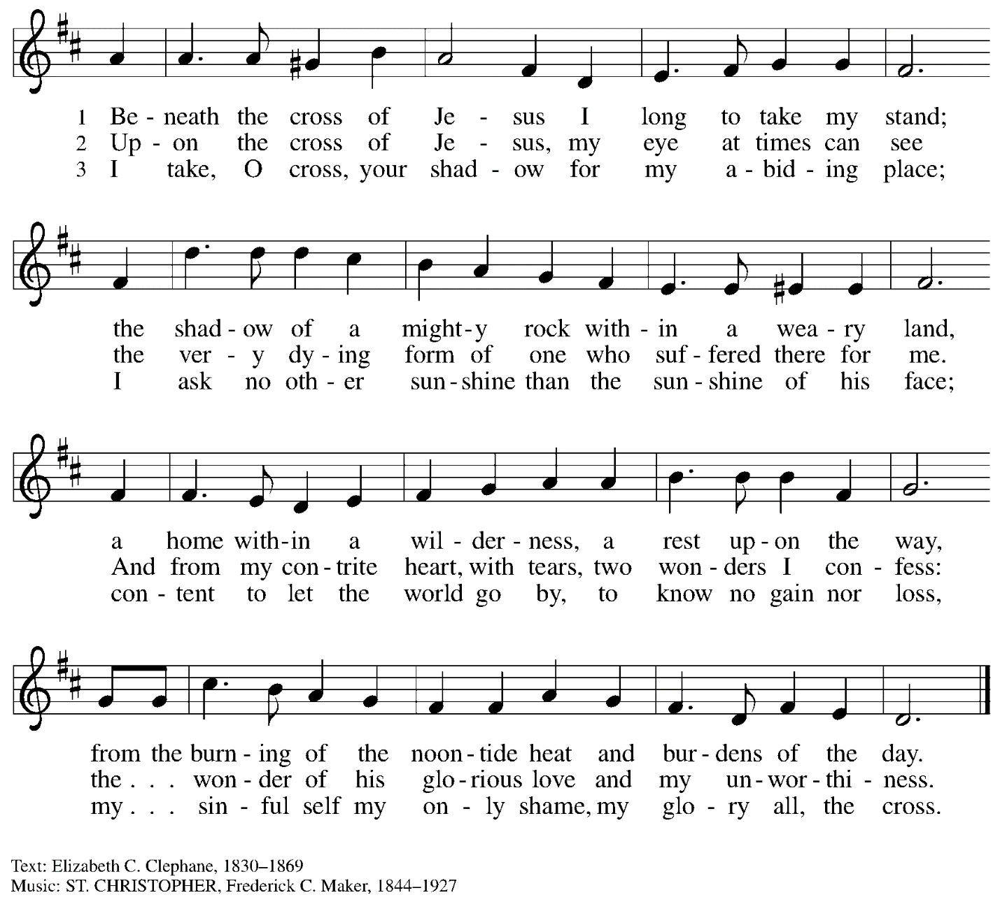 1 Be - neath the cross of Je - sus I long to take my stand;
2 Up - on the cross of Je - sus, my eye at times can see
3 I take, O cross, your shad - ow for my a - bid - ing place;
the shad - ow of a might - y rock with - in a wea - ry land,
the ver - y dy - ing form of one who suf - fered there for me.
I ask no oth - er sun - shine than the sun - shine of his face;
a home with - in a wil - der - ness, a rest up - on the way,
And from my con - trite heart, with tears, two won - ders I con - fess:
con - tent to let the world go by, to know no gain nor loss,
from the burn - ing of the noon - tide heat and bur - dens of the day.
the . . . won - der of his glo - rious love and my un - wor - thi - ness.
my . . . sin - ful self my on - ly shame, my glo - ry all, the cross.
Text: Elizabeth C. Clephane, 1830–1869
Music: ST. CHRISTOPHER, Frederick C. Maker, 1844–1927